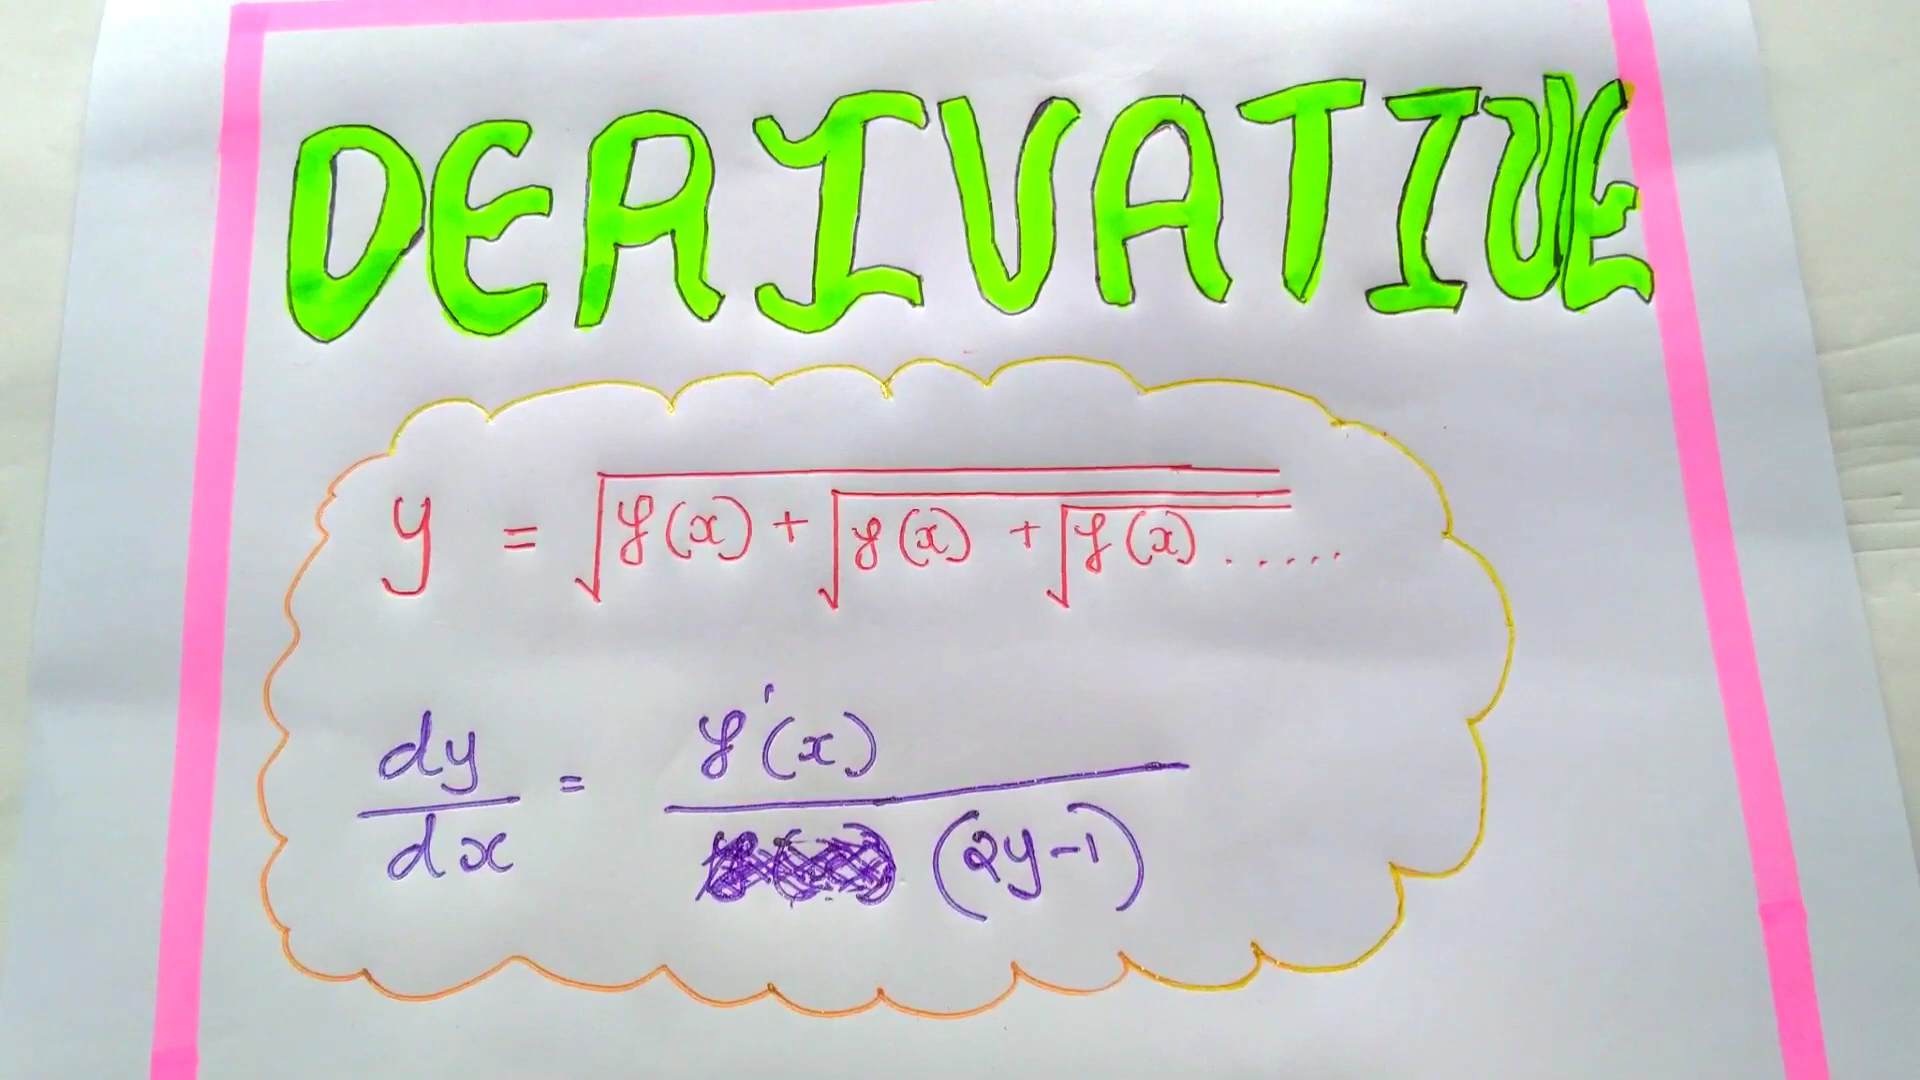 DERIVATIVE
y = √(f(x) + √(f(x) + √(f(x) .....
dy/dx = f'(x)/(2y-1)